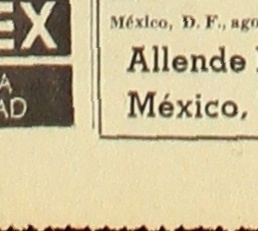 EX
A
AD
México, D. F., ago
Allende
México,